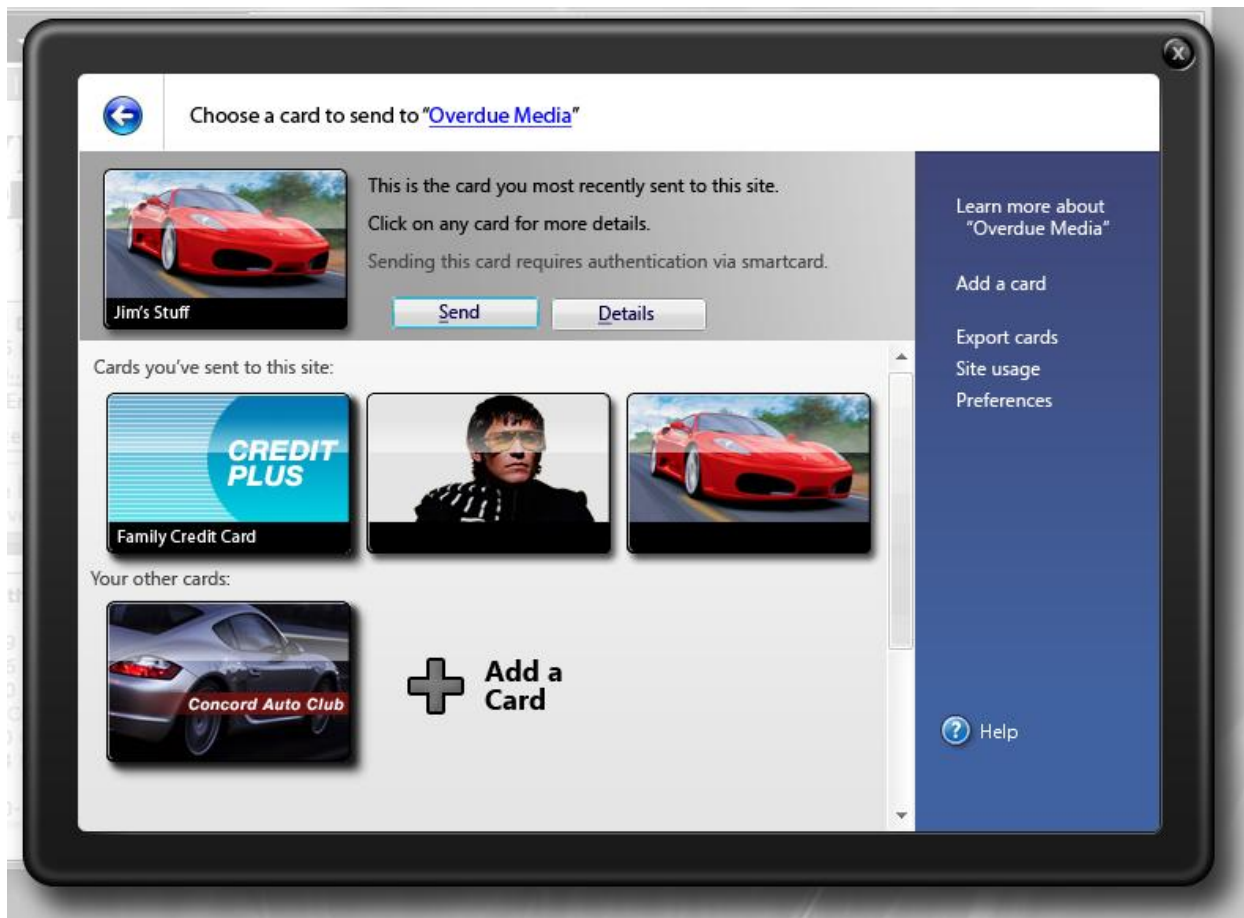 Choose a card to send to "Overdue Media"
This is the card you most recently sent to this site.
Click on any card for more details.
Sending this card requires authentication via smartcard.
Jim's Stuff
Send
Details
Cards you've sent to this site:
CREDIT
PLUS
Family Credit Card
Your other cards:
Concord Auto Club
Add a
Card
Learn more about
"Overdue Media"
Add a card
Export cards
Site usage
Preferences
? Help
x